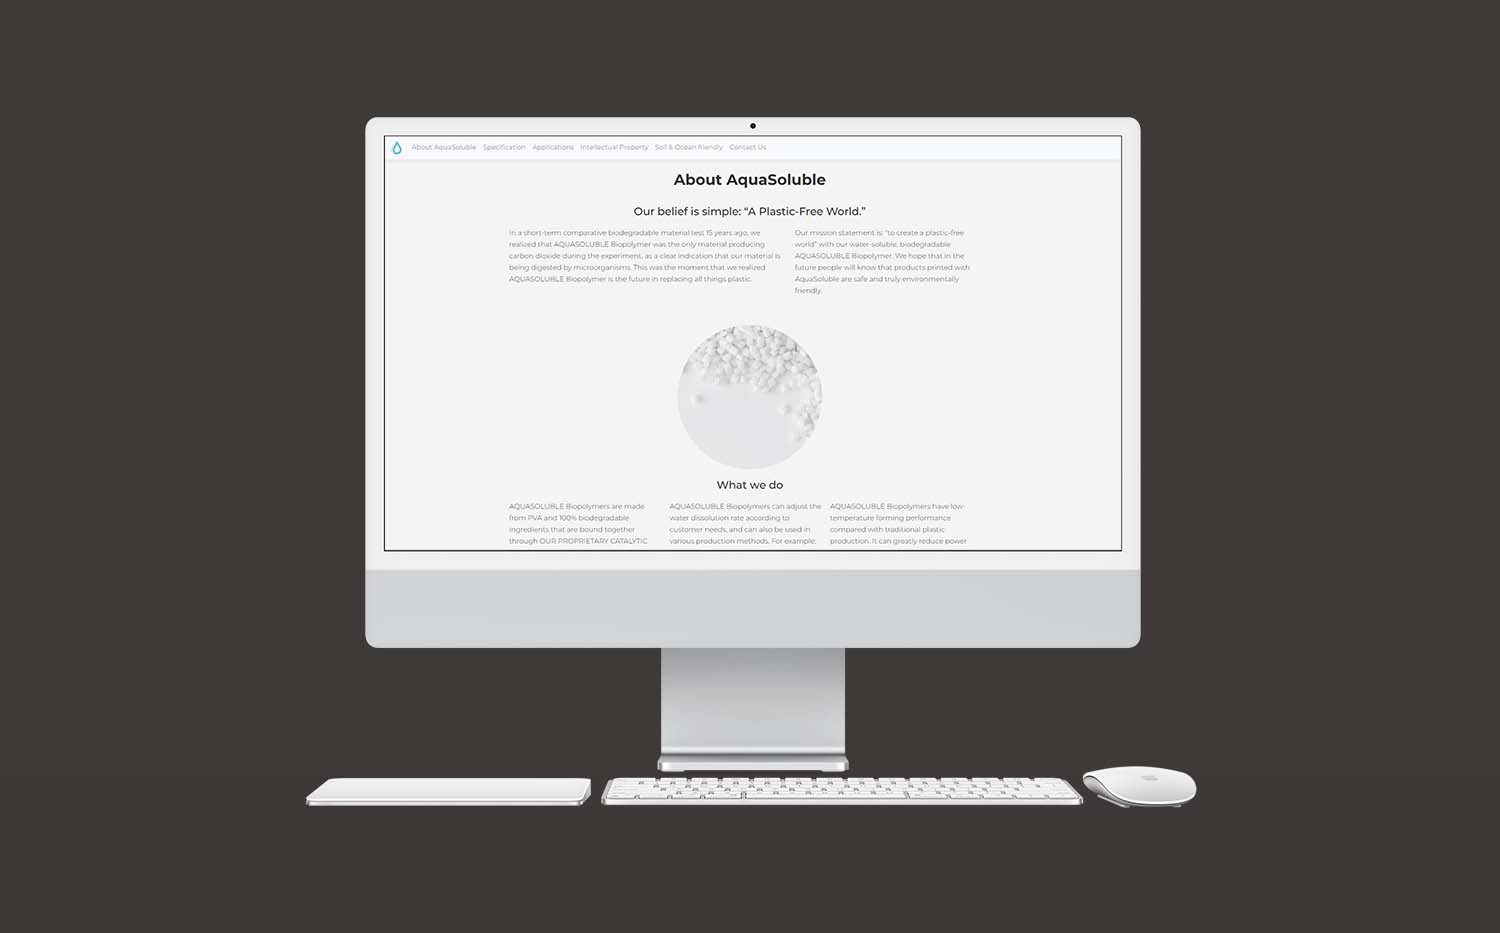 About AquaSoluble Specification Applications Intellectual Property Soil & Ocean friendly Contact Us
About AquaSoluble
Our belief is simple: “A Plastic-Free World.”
In a short-term comparative biodegradable material test 15 years ago, we
realized that AQUASOLUBLE Biopolymer was the only material producing
carbon dioxide during the experiment, as a clear indication that our material is
being digested by microorganisms. This was the moment that we realized
AQUASOLUBLE Biopolymer is the future in replacing all things plastic.
Our mission statement is: “to create a plastic-free
world” with our water-soluble, biodegradable
AQUASOLUBLE Biopolymer. We hope that in the
future people will know that products printed with
AquaSoluble are safe and truly environmentally
friendly.
What we do
AQUASOLUBLE Biopolymers are made
from PVA and 100% biodegradable
ingredients that are bound together
through OUR PROPRIETARY CATALYTIC
AQUASOLUBLE Biopolymers can adjust the
water dissolution rate according to
customer needs, and can also be used in
various production methods. For example:
AQUASOLUBLE Biopolymers have low-
temperature forming performance
compared with traditional plastic
production. It can greatly reduce power